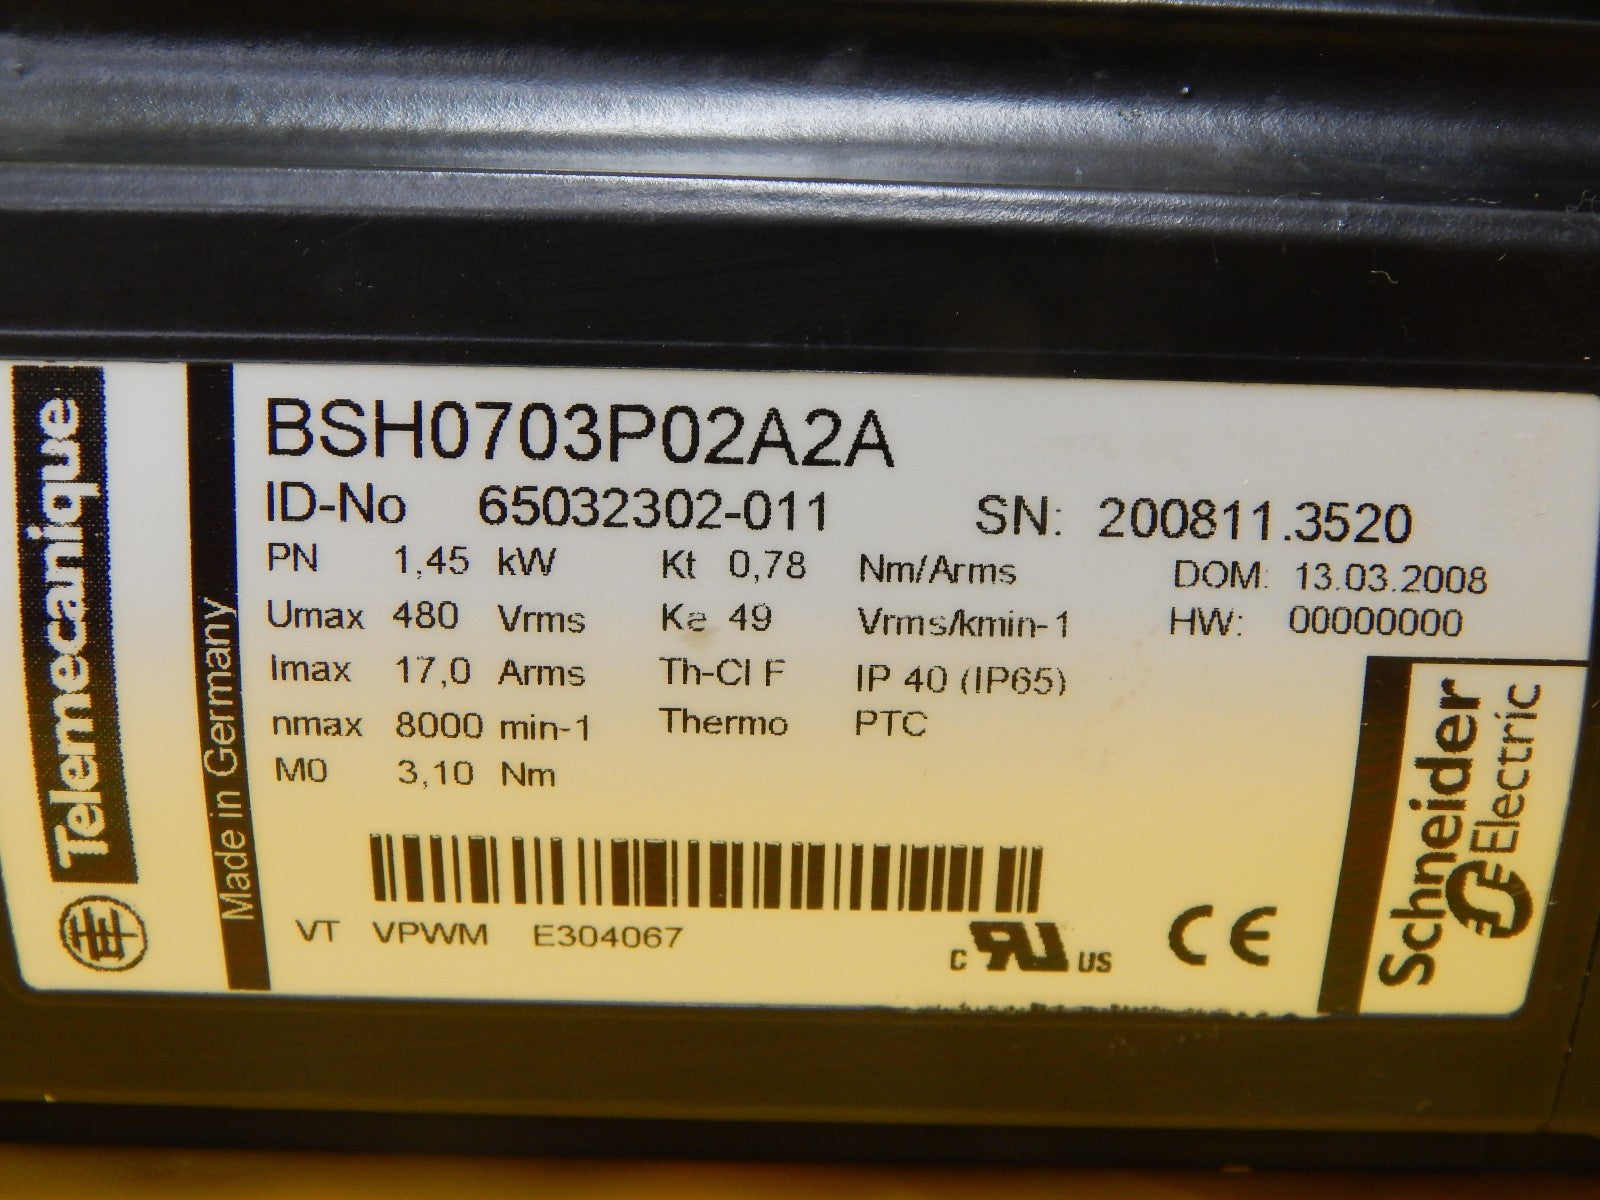 Telemecanique
Made in Germany
BSH0703P02A2A
ID-No 65032302-011 SN: 200811.3520
PN 1,45 kW Kt 0,78 Nm/Arms DOM: 13.03.2008
Umax 480 Vrms Ke 49 Vrms/kmin-1 HW: 00000000
Imax 17,0 Arms Th-Cl F IP 40 (IP65)
nmax 8000 min-1 Thermo PTC
M0 3,10 Nm
VT VPWM E304067
c RU US CE
Schneider
Electric